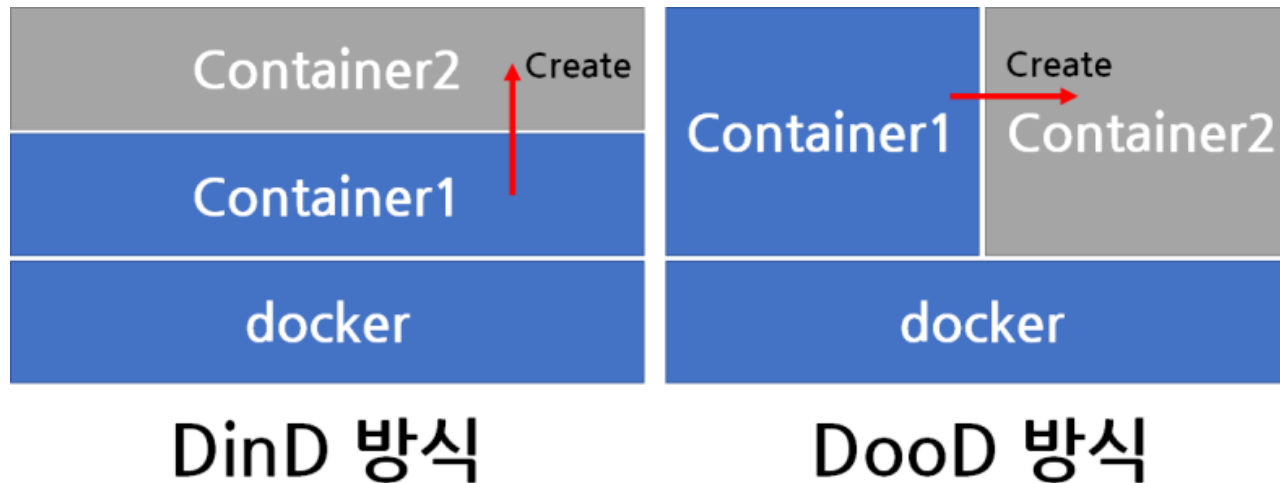 Container2
Create
Container1
docker
DinD 방식
Create
Container1
Container2
docker
DooD 방식